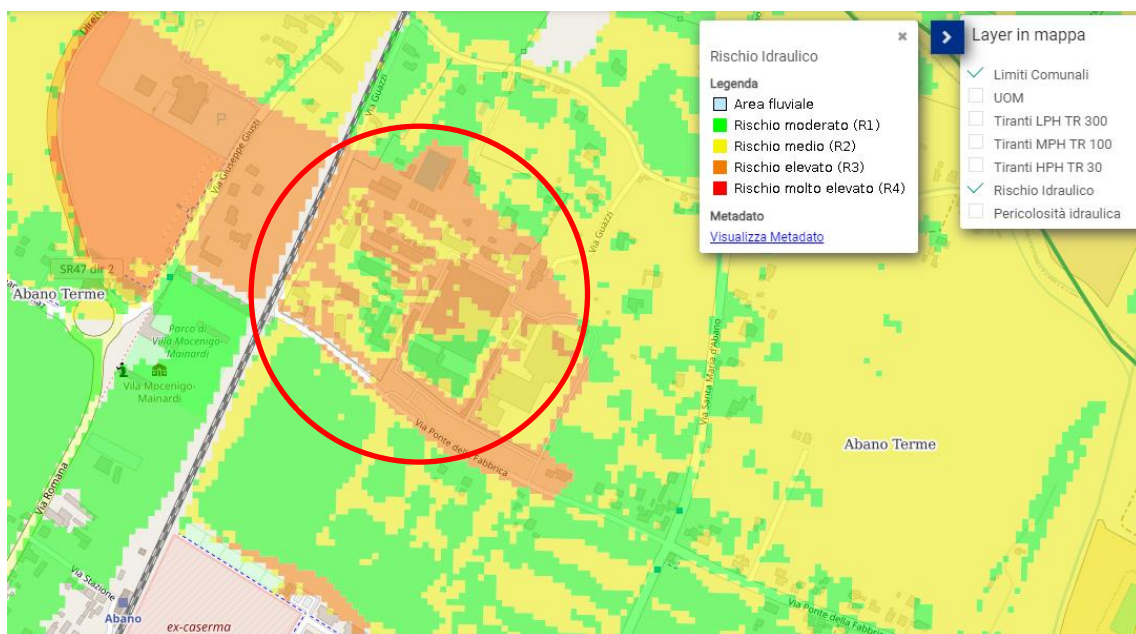 Rischio Idraulico
Legenda
Area fluviale
Rischio moderato (R1)
Rischio medio (R2)
Rischio elevato (R3)
Rischio molto elevato (R4)
Metadato
Visualizza Metadato
Layer in mappa
Limiti Comunali
UOM
Tiranti LPH TR 300
Tiranti MPH TR 100
Tiranti HPH TR 30
Rischio Idraulico
Pericolosità idraulica
P
P
Via Giuseppe Giusti
Via Guazzi
Via Guazzi
SR47 dir 2
Abano Terme
Parco di
Villa Mocenigo-
Mainardi
Vila Mocenigo-
Mainardi
Via Romana
Via Stazione
Abano
ex-caserma
Via Ponte della Fabbrica
Via Santa Maria d'Abano
Abano Terme
Via Ponte della Fabbrica